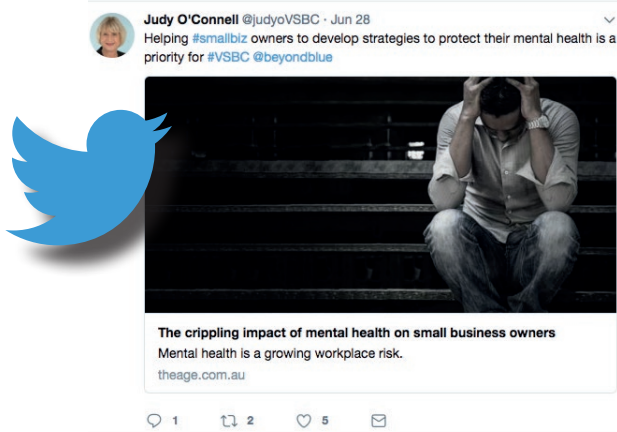 Judy O'Connell @judyoVSBC · Jun 28
Helping #smallbiz owners to develop strategies to protect their mental health is a
priority for #VSBC @beyondblue
The crippling impact of mental health on small business owners
Mental health is a growing workplace risk.
theage.com.au
1 2 5